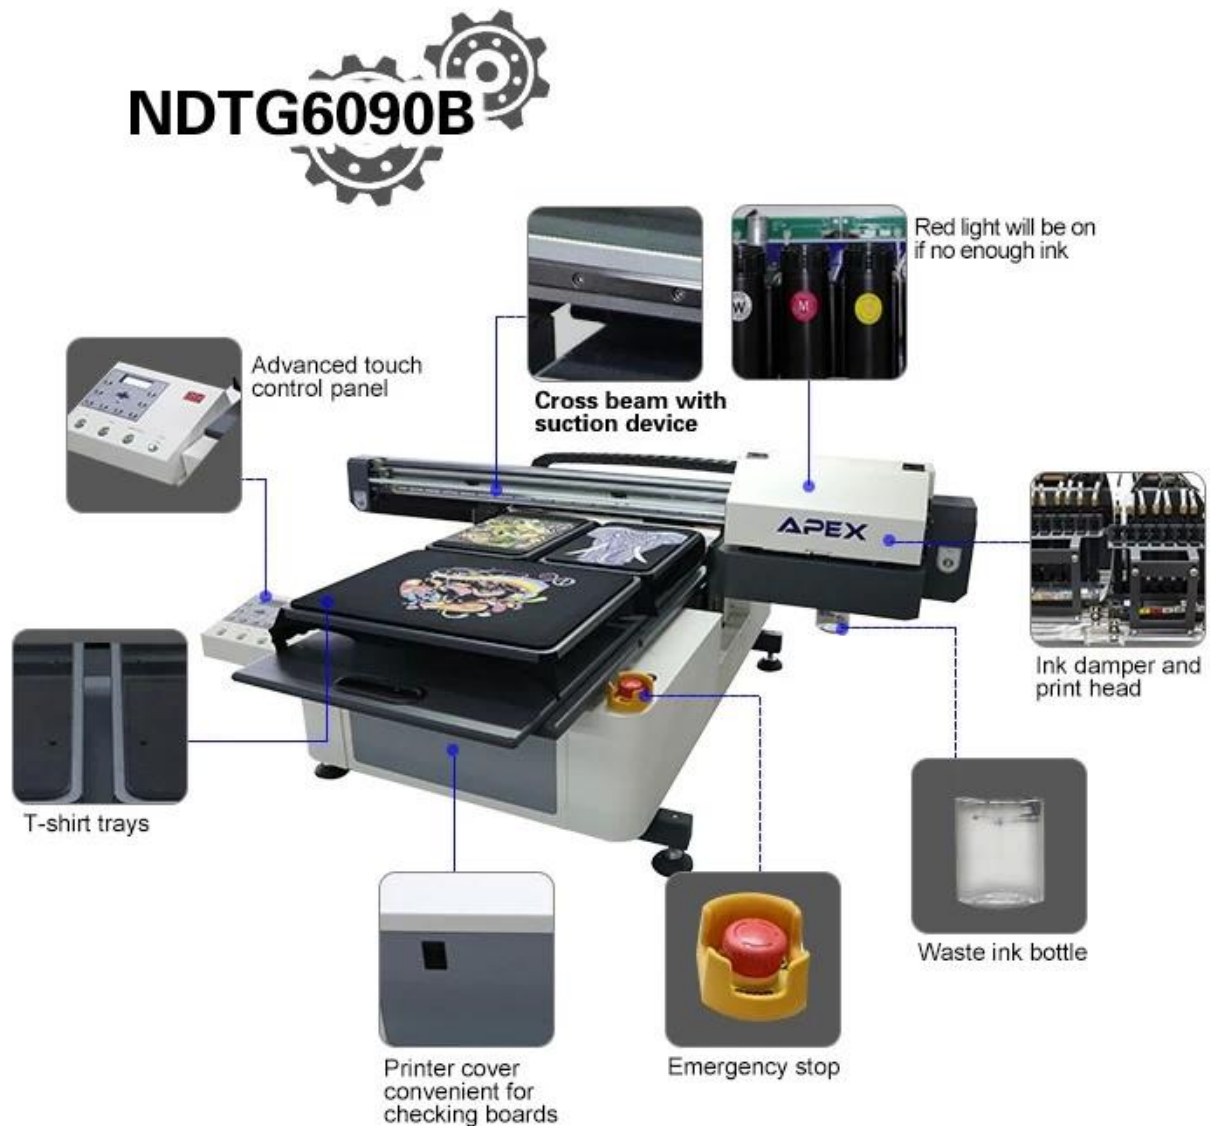 NDTG6090B
Red light will be on
if no enough ink
W
M
Advanced touch
control panel
Cross beam with
suction device
APEX
Ink damper and
print head
T-shirt trays
Waste ink bottle
Emergency stop
Printer cover
convenient for
checking boards